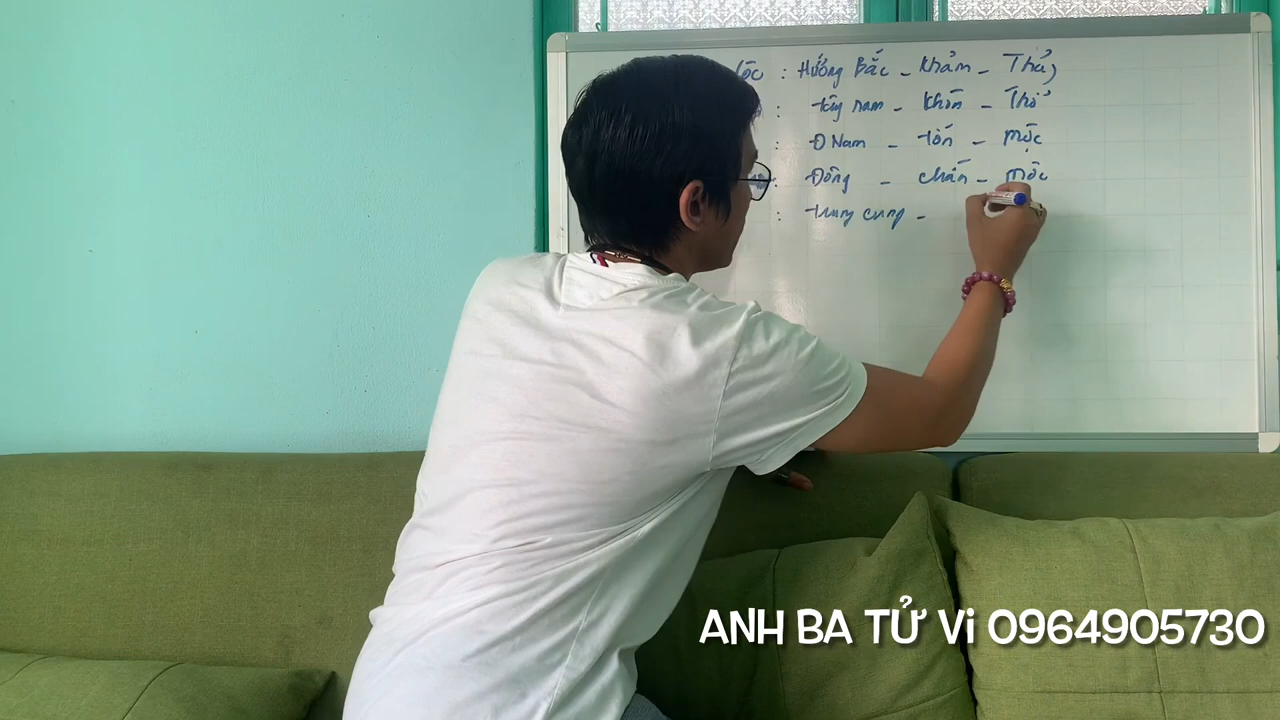 : Hướng Bắc - Khảm - Thủy
: tây nam - khôn - Thổ
: Đ Nam - tốn - mộc
: Đông - chấn - mộc
: trung cung -
ANH BA TỬ Vi 0964905730